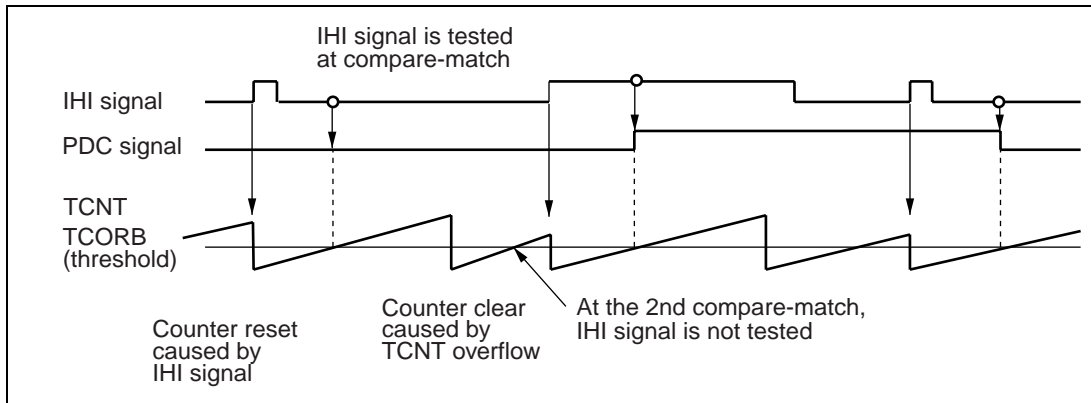 IHI signal is tested
at compare-match
IHI signal
PDC signal
TCNT
TCORB
(threshold)
Counter reset
caused by
IHI signal
Counter clear
caused by
TCNT overflow
At the 2nd compare-match,
IHI signal is not tested